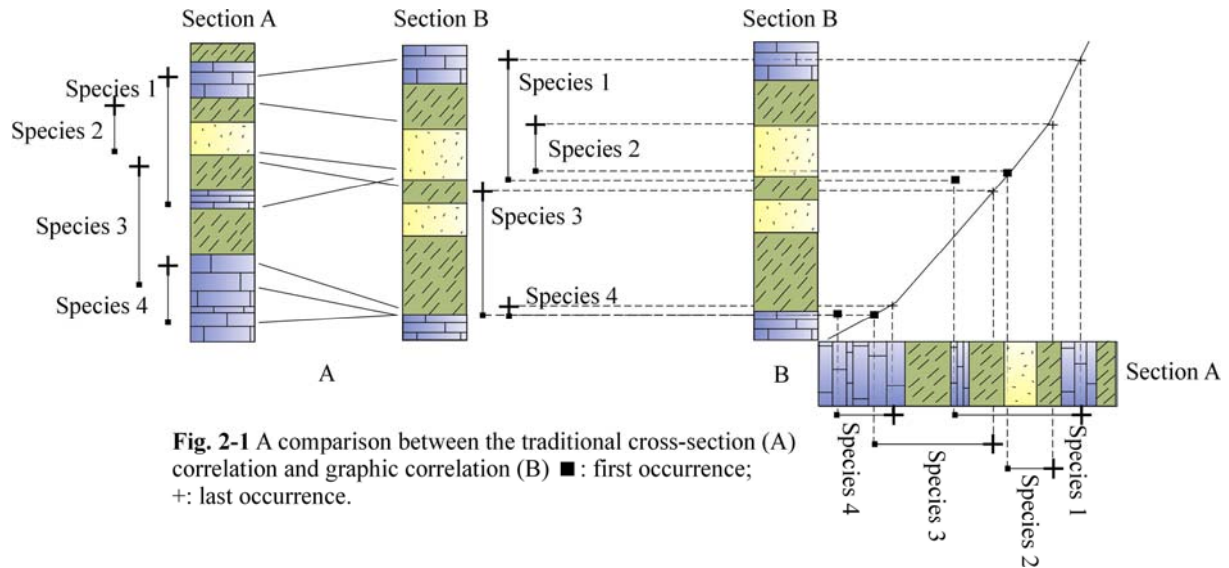 Section A
Section B
Section B
Species 1
Species 2
Species 3
Species 4
Species 1
Species 2
Species 3
Species 4
A
B
Section A
Species 4
Species 3
Species 2
Species 1
Fig. 2-1 A comparison between the traditional cross-section (A)
correlation and graphic correlation (B) ■: first occurrence;
+: last occurrence.